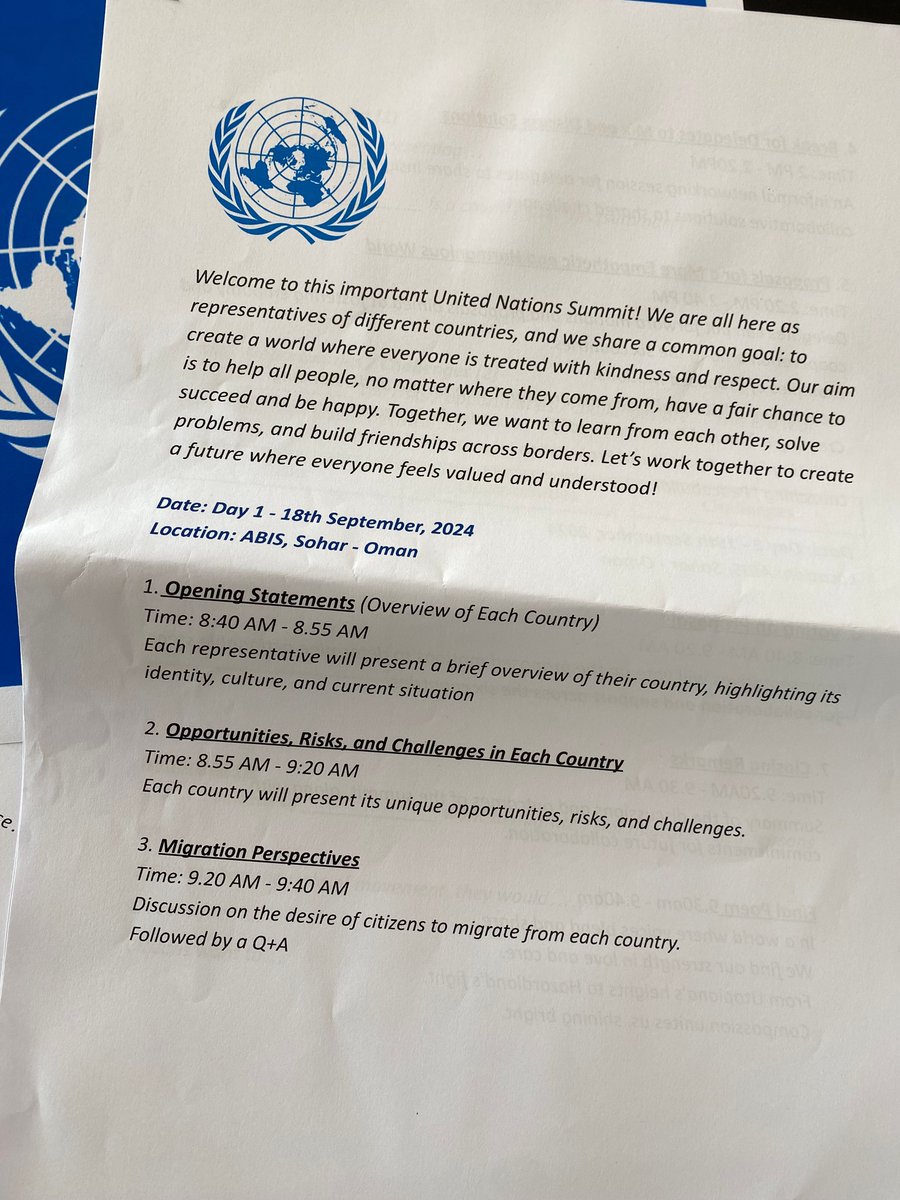 Welcome to this important United Nations Summit! We are all here as
representatives of different countries, and we share a common goal: to
create a world where everyone is treated with kindness and respect. Our aim
is to help all people, no matter where they come from, have a fair chance to
succeed and be happy. Together, we want to learn from each other, solve
problems, and build friendships across borders. Let's work together to create
a future where everyone feels valued and understood!
Date: Day 1 - 18th September, 2024
Location: ABIS, Sohar - Oman
1. Opening Statements (Overview of Each Country)
Time: 8:40 AM - 8.55 AM
Each representative will present a brief overview of their country, highlighting its
identity, culture, and current situation
2. Opportunities, Risks, and Challenges in Each Country
Time: 8.55 AM - 9:20 AM
Each country will present its unique opportunities, risks, and challenges.
3. Migration Perspectives
Time: 9.20 AM - 9:40 AM
Discussion on the desire of citizens to migrate from each country.
Followed by a Q+A